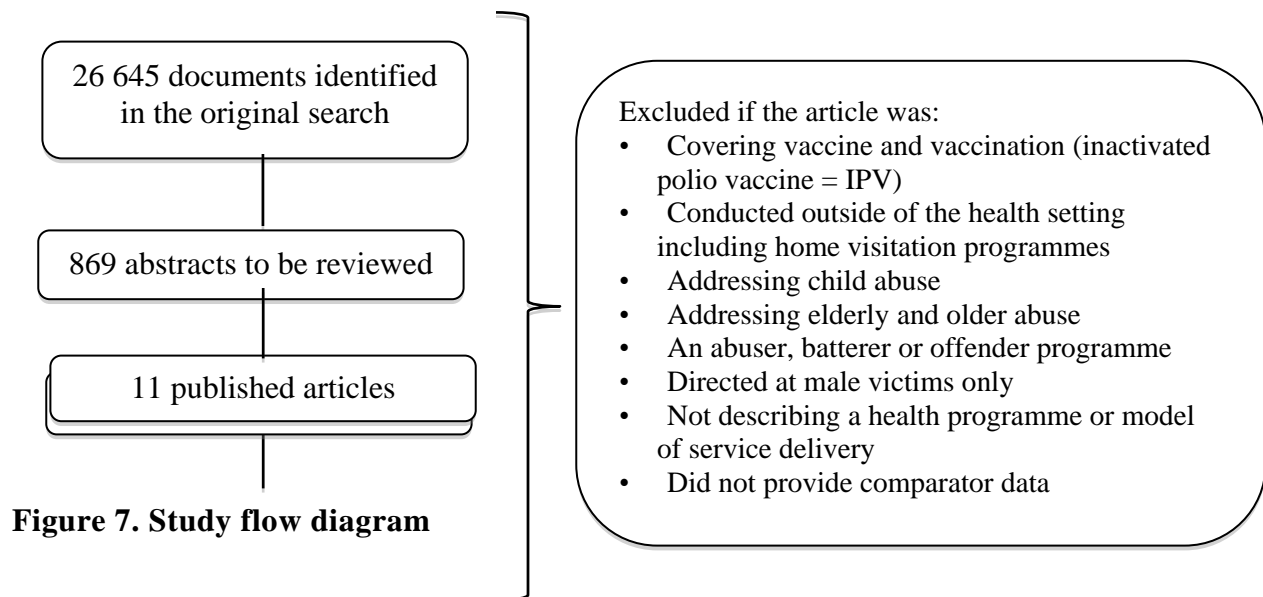 26 645 documents identified
in the original search
869 abstracts to be reviewed
11 published articles
Figure 7. Study flow diagram
Excluded if the article was:
• Covering vaccine and vaccination (inactivated
polio vaccine = IPV)
• Conducted outside of the health setting
including home visitation programmes
• Addressing child abuse
• Addressing elderly and older abuse
• An abuser, batterer or offender programme
• Directed at male victims only
• Not describing a health programme or model
of service delivery
• Did not provide comparator data